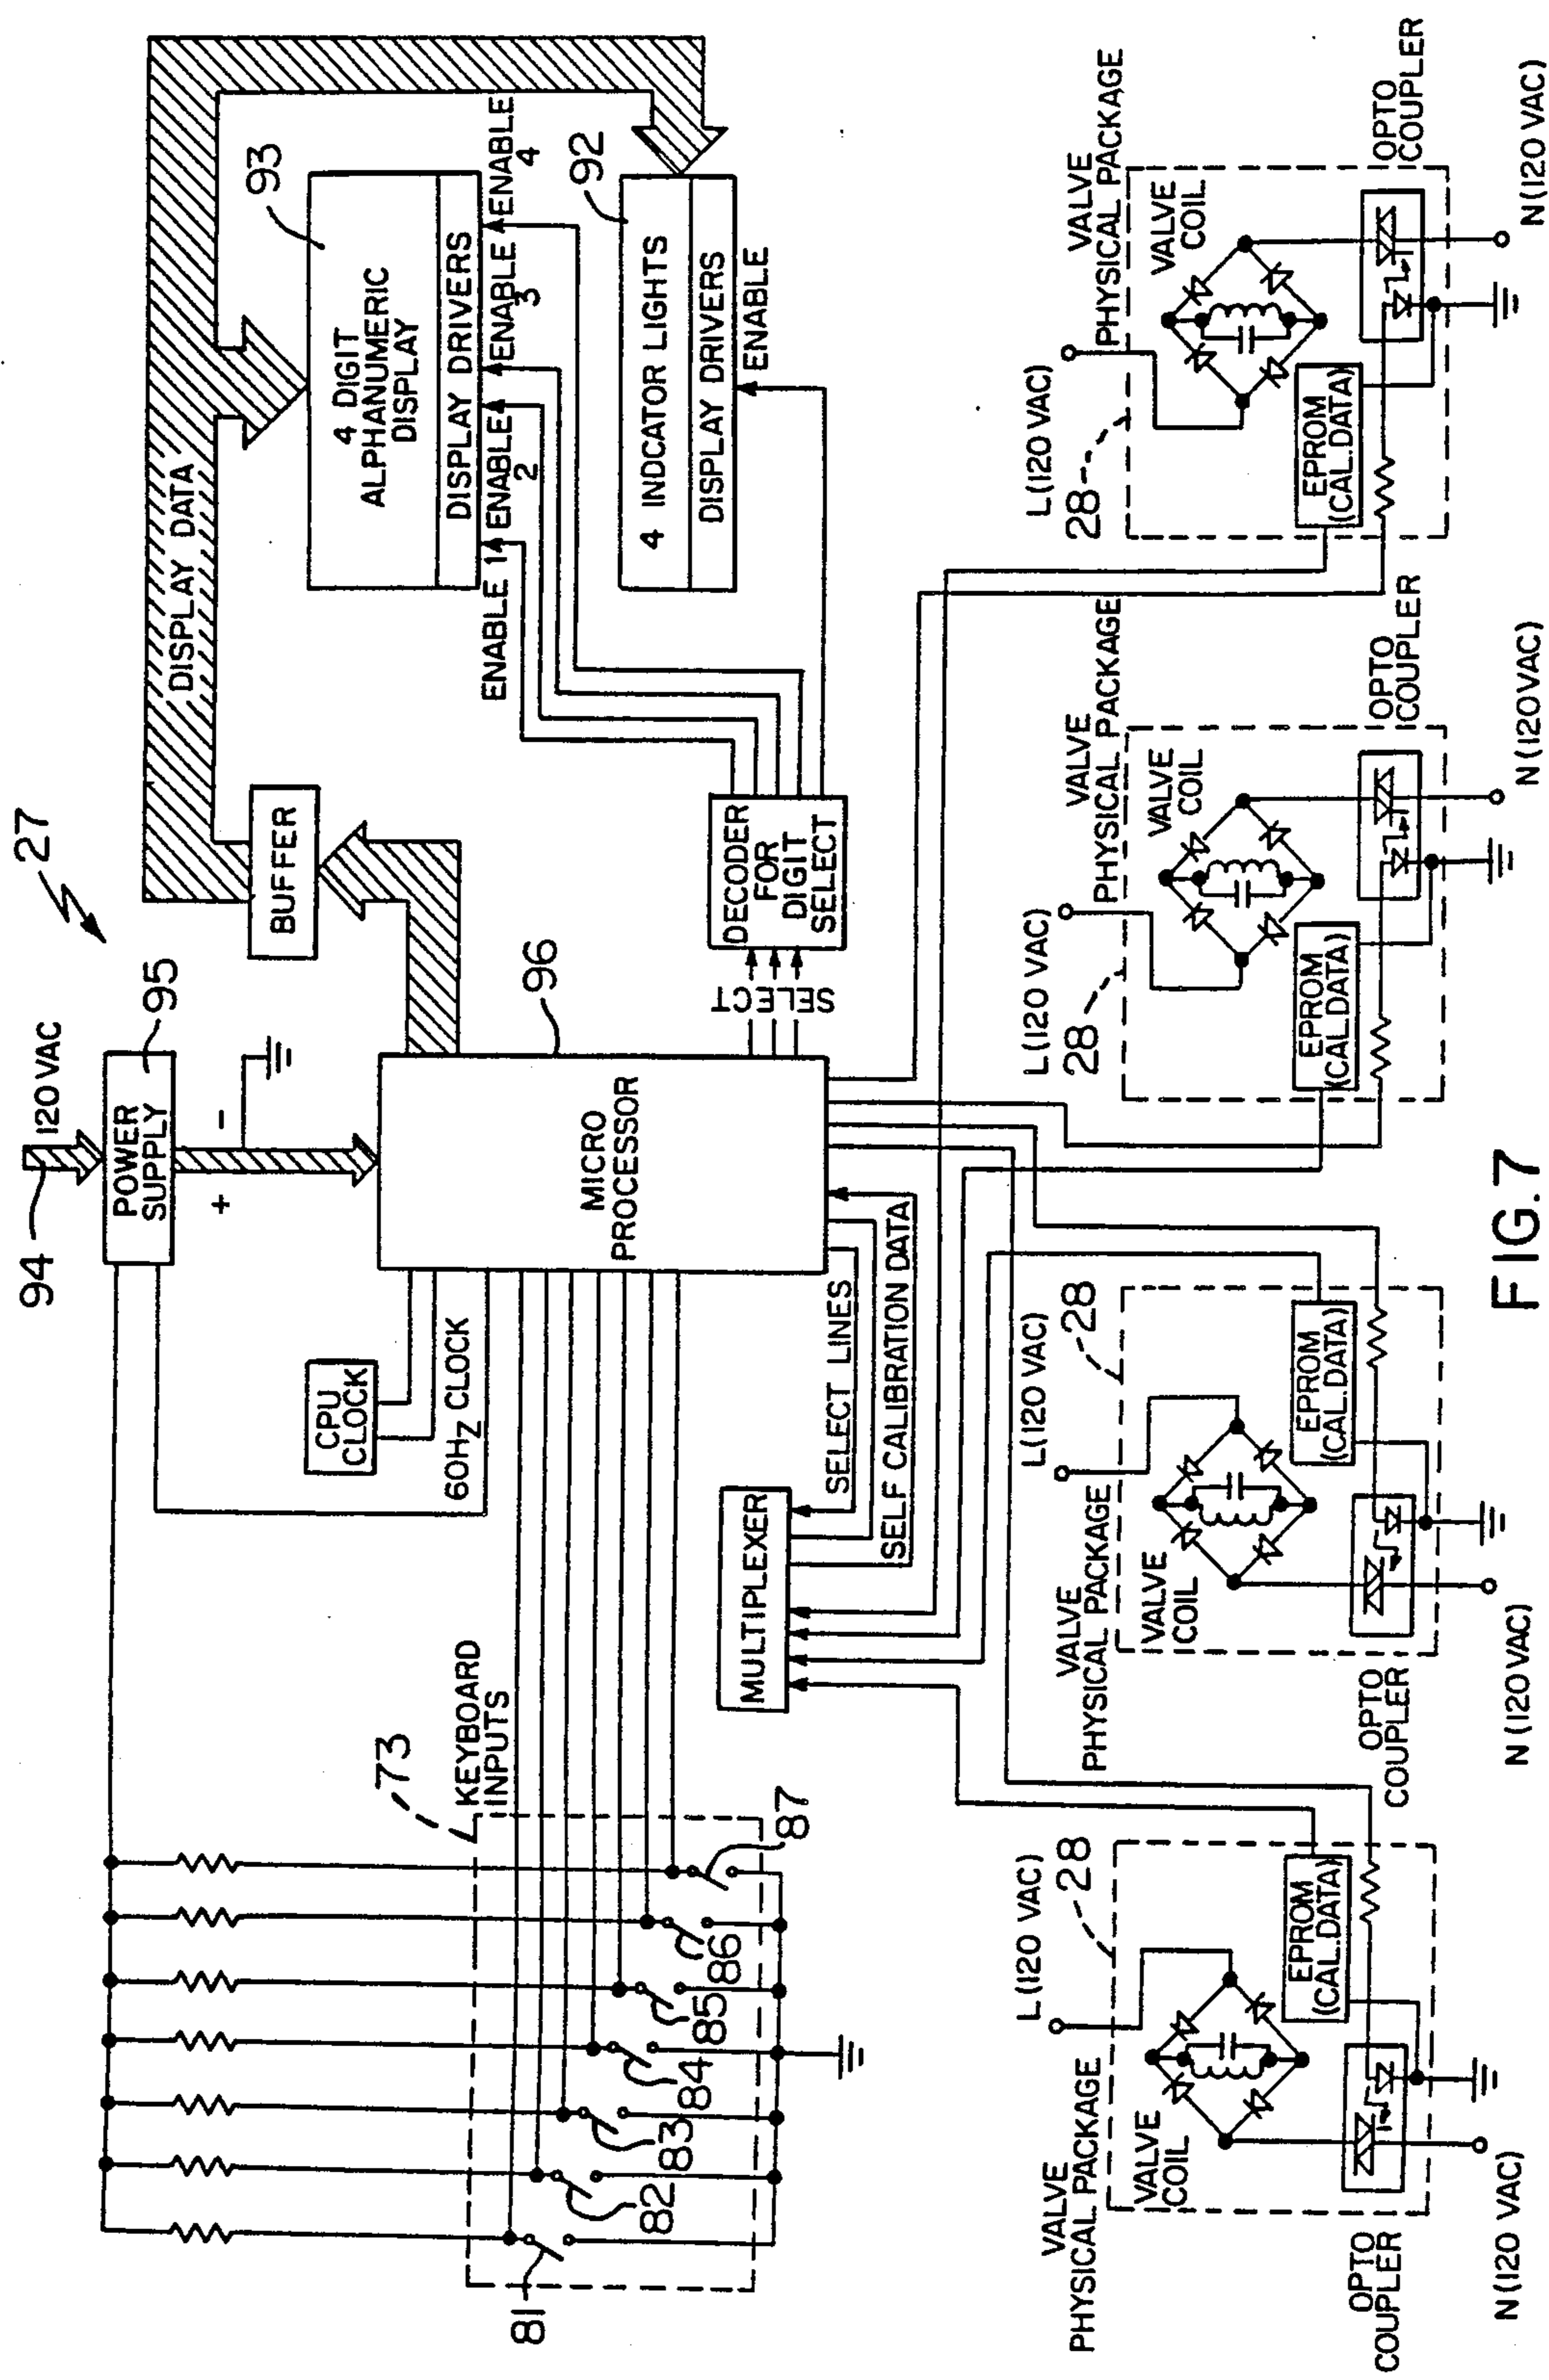 27
94
120 VAC
95
POWER
SUPPLY
+ -
BUFFER
DISPLAY DATA
93
4 DIGIT
ALPHANUMERIC
DISPLAY
DISPLAY DRIVERS
ENABLE 1
ENABLE
2
ENABLE
3
ENABLE
4
92
4 INDCATOR LIGHTS
DISPLAY DRIVERS
ENABLE
CPU
CLOCK
60HZ CLOCK
96
MICRO
PROCESSOR
SELECT
DECODER
FOR
DIGIT
SELECT
73
KEYBOARD
INPUTS
81
82
83
84
85
86
87
MULTIPLEXER
SELECT LINES
SELF CALIBRATION DATA
VALVE
PHYSICAL PACKAGE
L(120 VAC)
28
VALVE
COIL
EPROM
(CAL.DATA)
OPTO
COUPLER
N(120 VAC)
VALVE
PHYSICAL PACKAGE
L(120 VAC)
28
VALVE
COIL
EPROM
(CAL.DATA)
OPTO
COUPLER
N(120VAC)
L(120 VAC)
28
VALVE
PHYSICAL PACKAGE
VALVE
COIL
EPROM
(CAL.DATA)
OPTO
COUPLER
N(120VAC)
L(120 VAC)
28
VALVE
PHYSICAL PACKAGE
VALVE
COIL
EPROM
(CAL.DATA)
OPTO
COUPLER
N(120 VAC)
FIG.7